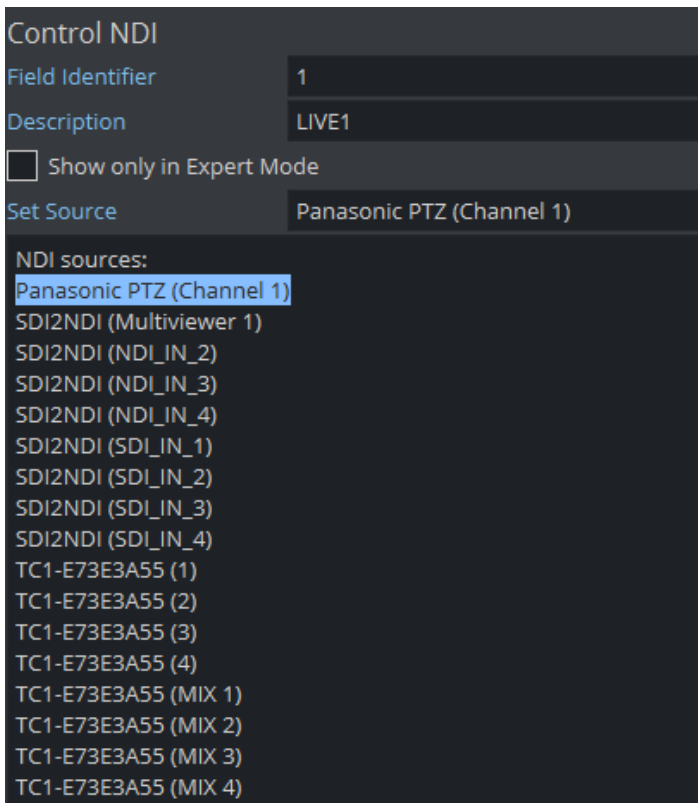 Control NDI
Field Identifier 1
Description LIVE1
Show only in Expert Mode
Set Source Panasonic PTZ (Channel 1)
NDI sources:
Panasonic PTZ (Channel 1)
SDI2NDI (Multiviewer 1)
SDI2NDI (NDI_IN_2)
SDI2NDI (NDI_IN_3)
SDI2NDI (NDI_IN_4)
SDI2NDI (SDI_IN_1)
SDI2NDI (SDI_IN_2)
SDI2NDI (SDI_IN_3)
SDI2NDI (SDI_IN_4)
TC1-E73E3A55 (1)
TC1-E73E3A55 (2)
TC1-E73E3A55 (3)
TC1-E73E3A55 (4)
TC1-E73E3A55 (MIX 1)
TC1-E73E3A55 (MIX 2)
TC1-E73E3A55 (MIX 3)
TC1-E73E3A55 (MIX 4)